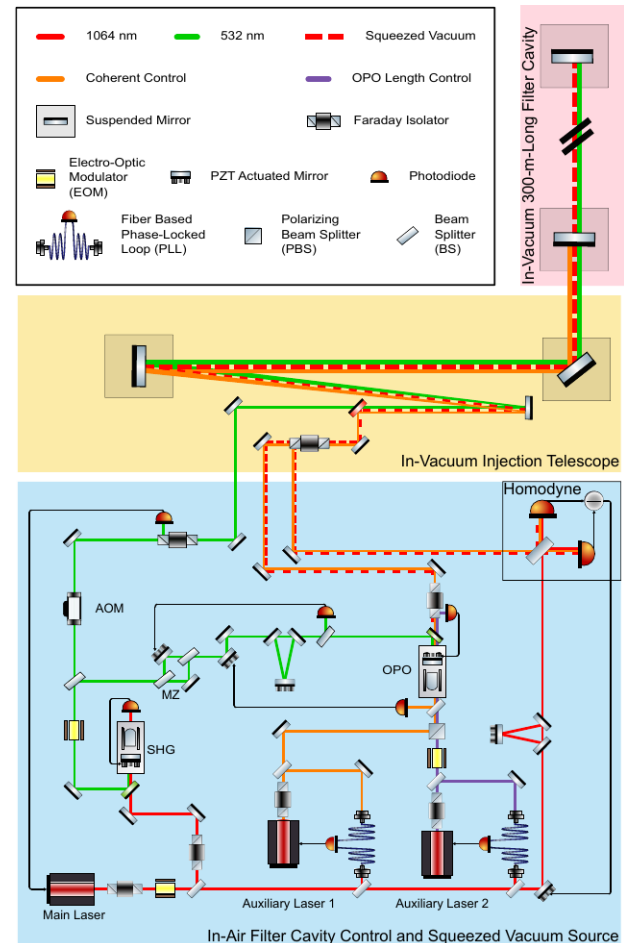 1064 nm
532 nm
Squeezed Vacuum
Coherent Control
OPO Length Control
Suspended Mirror
Faraday Isolator
Electro-Optic
Modulator
(EOM)
PZT Actuated Mirror
Photodiode
Fiber Based
Phase-Locked
Loop (PLL)
Polarizing
Beam Splitter
(PBS)
Beam
Splitter
(BS)
In-Vacuum 300-m-Long Filter Cavity
In-Vacuum Injection Telescope
Homodyne
AOM
OPO
MZ
SHG
Main Laser
Auxiliary Laser 1
Auxiliary Laser 2
In-Air Filter Cavity Control and Squeezed Vacuum Source